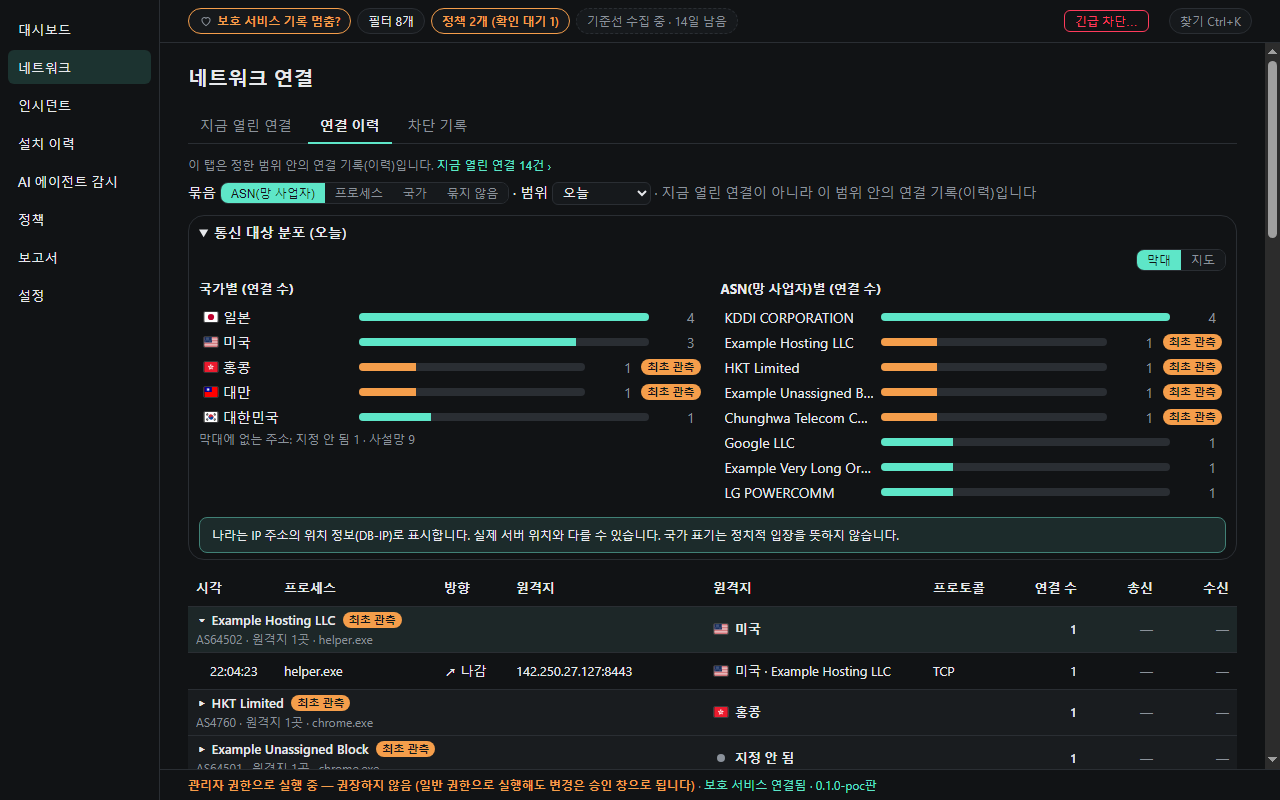 대시보드
네트워크
인시던트
설치 이력
AI 에이전트 감시
정책
보고서
설정
보호 서비스 기록 멈춤?
필터 8개
정책 2개 (확인 대기 1)
기준선 수집 중 · 14일 남음
긴급 차단...
찾기 Ctrl+K
네트워크 연결
지금 열린 연결
연결 이력
차단 기록
이 탭은 정한 범위 안의 연결 기록(이력)입니다. 지금 열린 연결 14건 ›
묶음 ASN(망 사업자) 프로세스 국가 묶지 않음 · 범위 오늘 · 지금 열린 연결이 아니라 이 범위 안의 연결 기록(이력)입니다
▼ 통신 대상 분포 (오늘)
막대 지도
국가별 (연결 수)
일본 4
미국 3
홍콩 1 최초 관측
대만 1 최초 관측
대한민국 1
막대에 없는 주소: 지정 안 됨 1 · 사설망 9
ASN(망 사업자)별 (연결 수)
KDDI CORPORATION 4
Example Hosting LLC 1 최초 관측
HKT Limited 1 최초 관측
Example Unassigned B... 1 최초 관측
Chunghwa Telecom C... 1 최초 관측
Google LLC 1
Example Very Long Or... 1
LG POWERCOMM 1
나라는 IP 주소의 위치 정보(DB-IP)로 표시합니다. 실제 서버 위치와 다를 수 있습니다. 국가 표기는 정치적 입장을 뜻하지 않습니다.
시각 프로세스 방향 원격지 원격지 프로토콜 연결 수 송신 수신
Example Hosting LLC 최초 관측
AS64502 · 원격지 1곳 · helper.exe
미국 1 — —
22:04:23 helper.exe ↗ 나감 142.250.27.127:8443 미국 · Example Hosting LLC TCP 1 — —
HKT Limited 최초 관측
AS4760 · 원격지 1곳 · chrome.exe
홍콩 1 — —
Example Unassigned Block 최초 관측
AS64501 · 원격지 1곳 · chrome.exe
지정 안 됨 1 — —
관리자 권한으로 실행 중 — 권장하지 않음 (일반 권한으로 실행해도 변경은 승인 창으로 됩니다) · 보호 서비스 연결됨 · 0.1.0-poc판